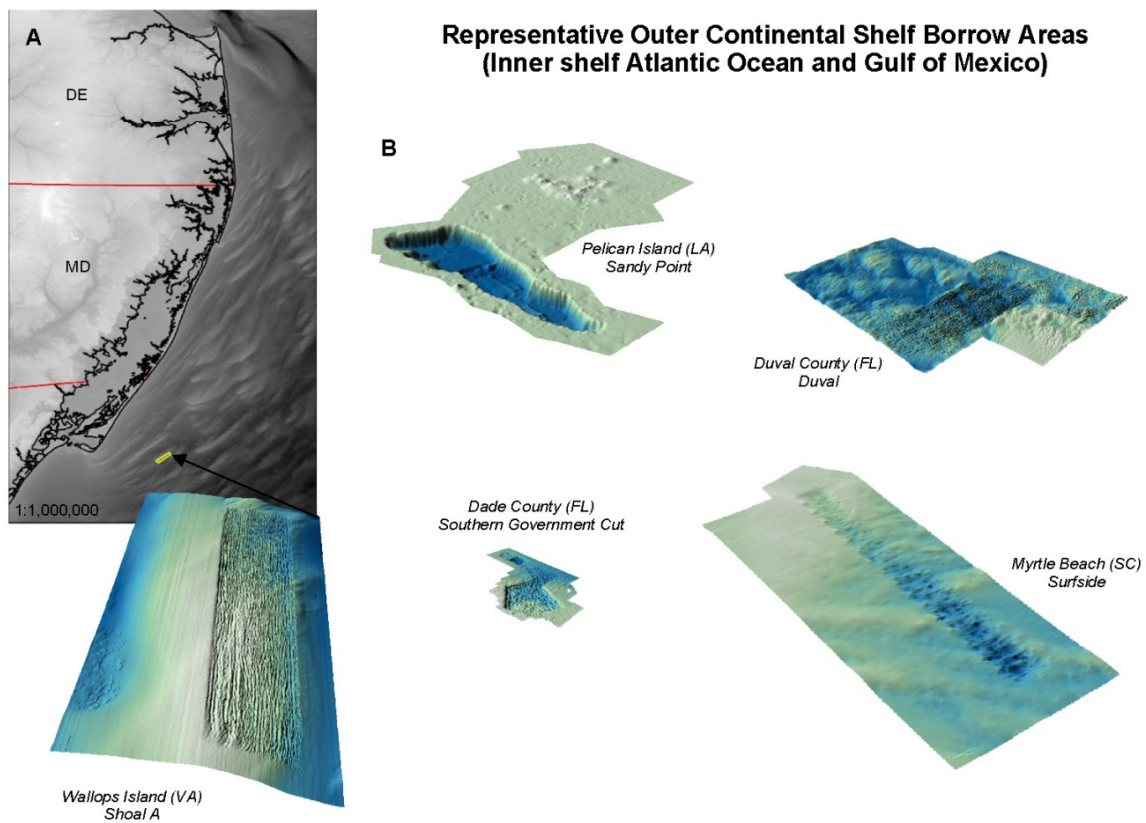 A
Representative Outer Continental Shelf Borrow Areas
(Inner shelf Atlantic Ocean and Gulf of Mexico)
DE
B
Pelican Island (LA)
Sandy Point
MD
Duval County (FL)
Duval
1:1,000,000
Dade County (FL)
Southern Government Cut
Myrtle Beach (SC)
Surfside
Wallops Island (VA)
Shoal A